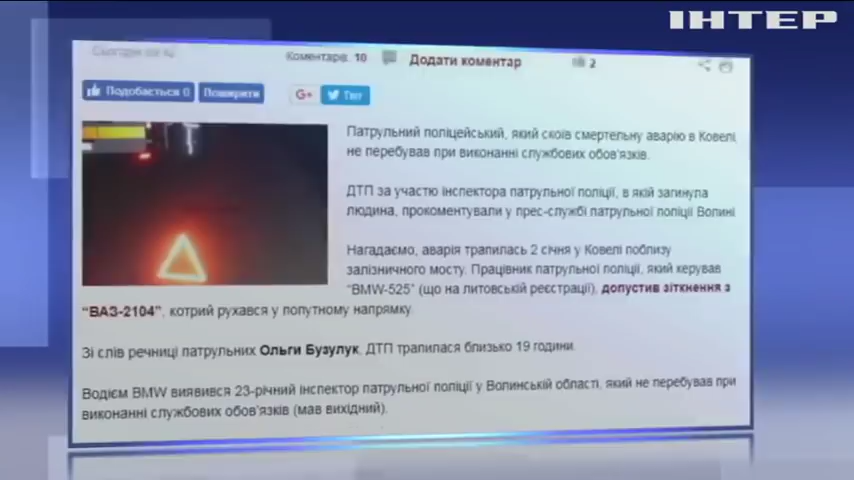 ІНТЕР
Сьогодні
Коментарів: 10
Додати коментар
2
Подобається 0
Поширити
G+
Твіт
Патрульний поліцейський, який скоїв смертельну аварію в Ковелі,
не перебував при виконанні службових обов'язків.
ДТП за участю інспектора патрульної поліції, в якій загинула
людина, прокоментували у прес-службі патрульної поліції Волині
Нагадаємо, аварія трапилась 2 січня у Ковелі поблизу
залізничного мосту. Працівник патрульної поліції, який керував
"BMW-525" (що на литовській реєстрації), допустив зіткнення з
"ВАЗ-2104", котрий рухався у попутному напрямку.
Зі слів речниці патрульних Ольги Бузулук, ДТП трапилася близько 19 години.
Водієм BMW виявився 23-річний інспектор патрульної поліції у Волинській області, який не перебував при
виконанні службових обов'язків (мав вихідний).